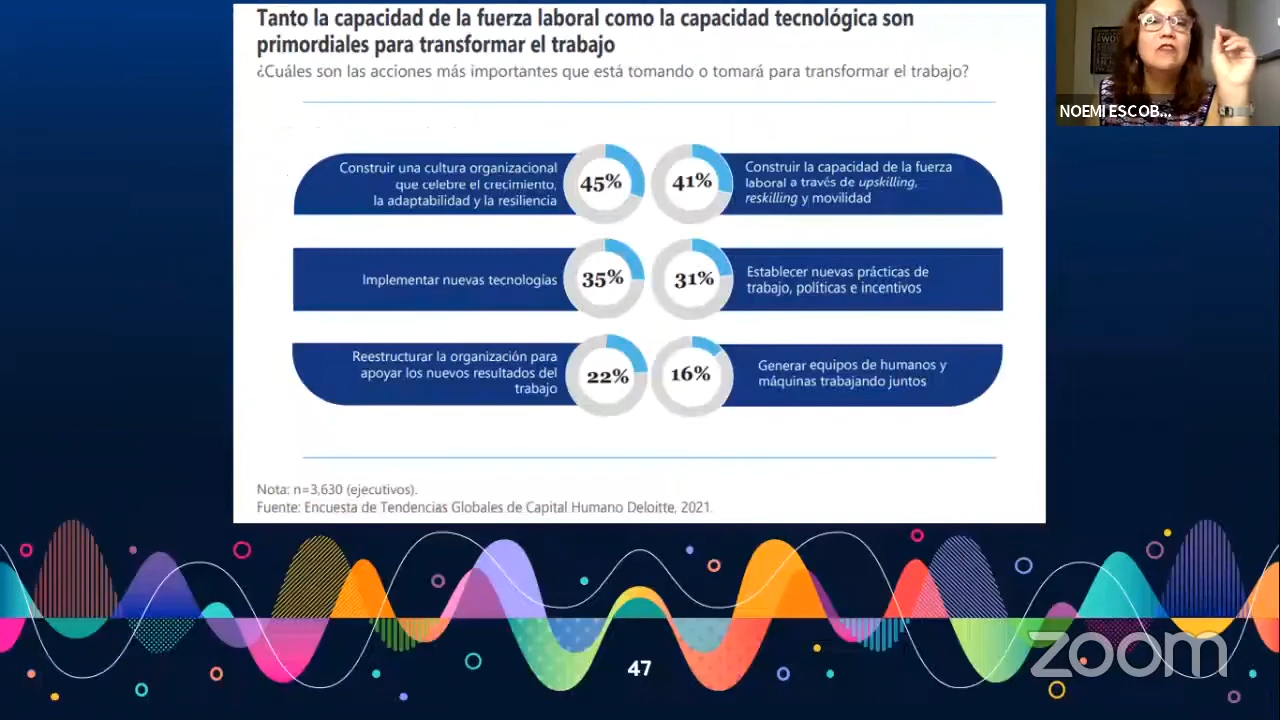 Tanto la capacidad de la fuerza laboral como la capacidad tecnológica son
primordiales para transformar el trabajo
¿Cuáles son las acciones más importantes que está tomando o tomará para transformar el trabajo?
NOEMI ESCOB...
Construir una cultura organizacional
que celebre el crecimiento,
la adaptabilidad y la resiliencia
45%
41%
Construir la capacidad de la fuerza
laboral a través de upskilling,
reskilling y movilidad
Implementar nuevas tecnologías
35%
31%
Establecer nuevas prácticas de
trabajo, políticas e incentivos
Reestructurar la organización para
apoyar los nuevos resultados del
trabajo
22%
16%
Generar equipos de humanos y
máquinas trabajando juntos
Nota: n=3,630 (ejecutivos).
Fuente: Encuesta de Tendencias Globales de Capital Humano Deloitte, 2021.
47
zoom